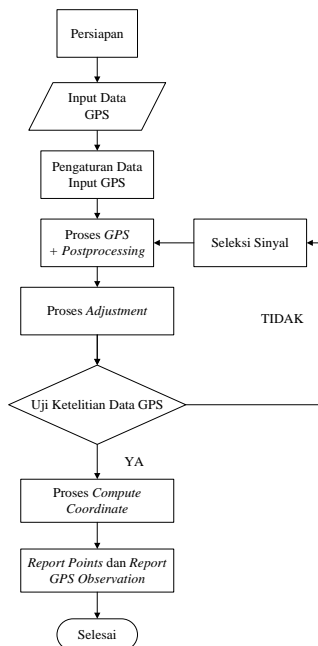 Persiapan
Input Data
GPS
Pengaturan Data
Input GPS
Proses GPS
+ Postprocessing
Seleksi Sinyal
Proses Adjustment
TIDAK
Uji Ketelitian Data GPS
YA
Proses Compute
Coordinate
Report Points dan Report
GPS Observation
Selesai